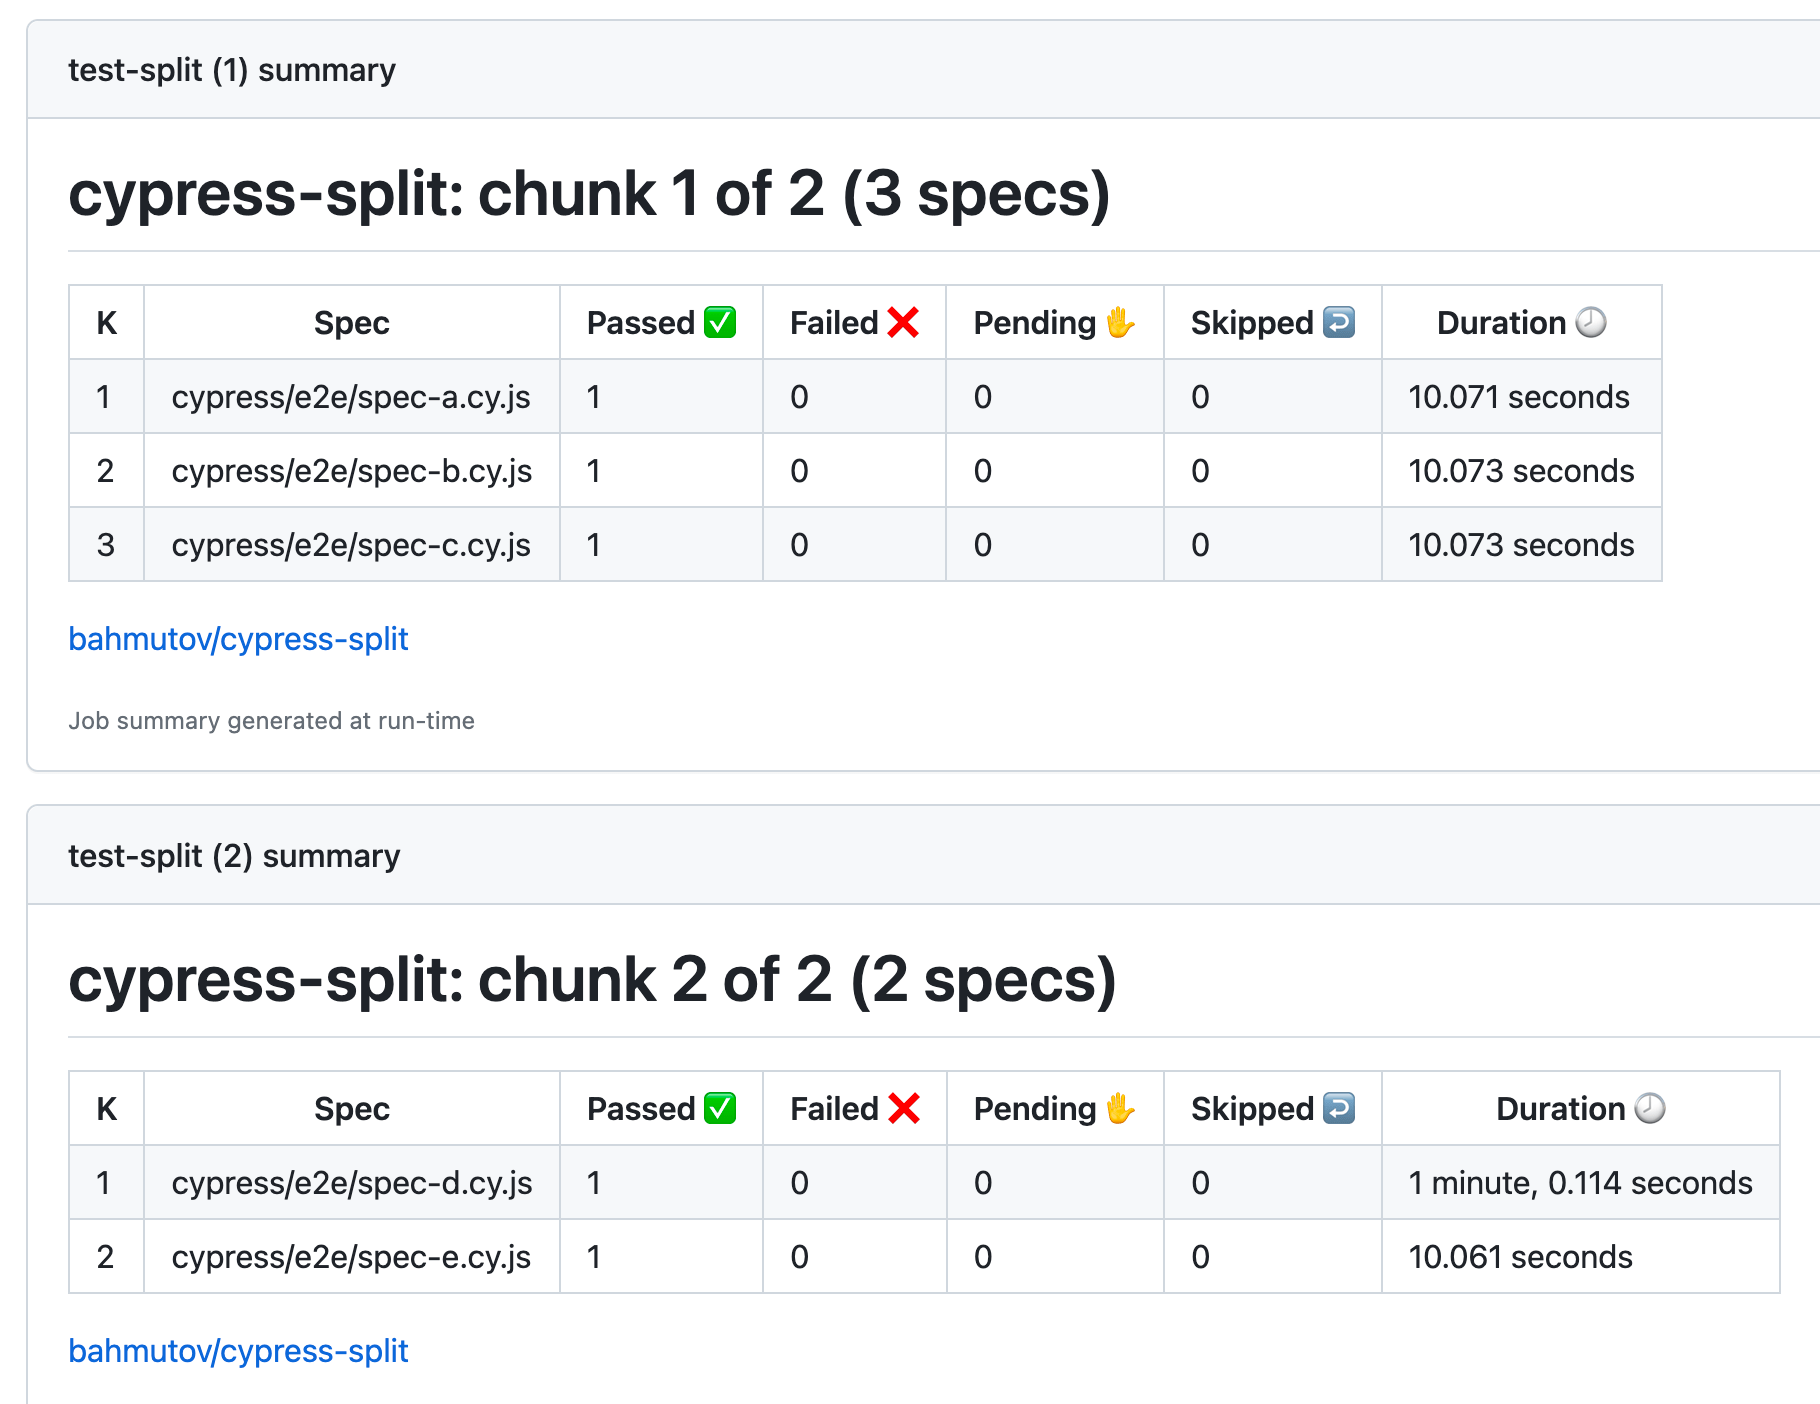 test-split (1) summary
cypress-split: chunk 1 of 2 (3 specs)
K Spec Passed ✅ Failed ❌ Pending ✋ Skipped ↩️ Duration 🕗
1 cypress/e2e/spec-a.cy.js 1 0 0 0 10.071 seconds
2 cypress/e2e/spec-b.cy.js 1 0 0 0 10.073 seconds
3 cypress/e2e/spec-c.cy.js 1 0 0 0 10.073 seconds
bahmutov/cypress-split
Job summary generated at run-time
test-split (2) summary
cypress-split: chunk 2 of 2 (2 specs)
K Spec Passed ✅ Failed ❌ Pending ✋ Skipped ↩️ Duration 🕗
1 cypress/e2e/spec-d.cy.js 1 0 0 0 1 minute, 0.114 seconds
2 cypress/e2e/spec-e.cy.js 1 0 0 0 10.061 seconds
bahmutov/cypress-split